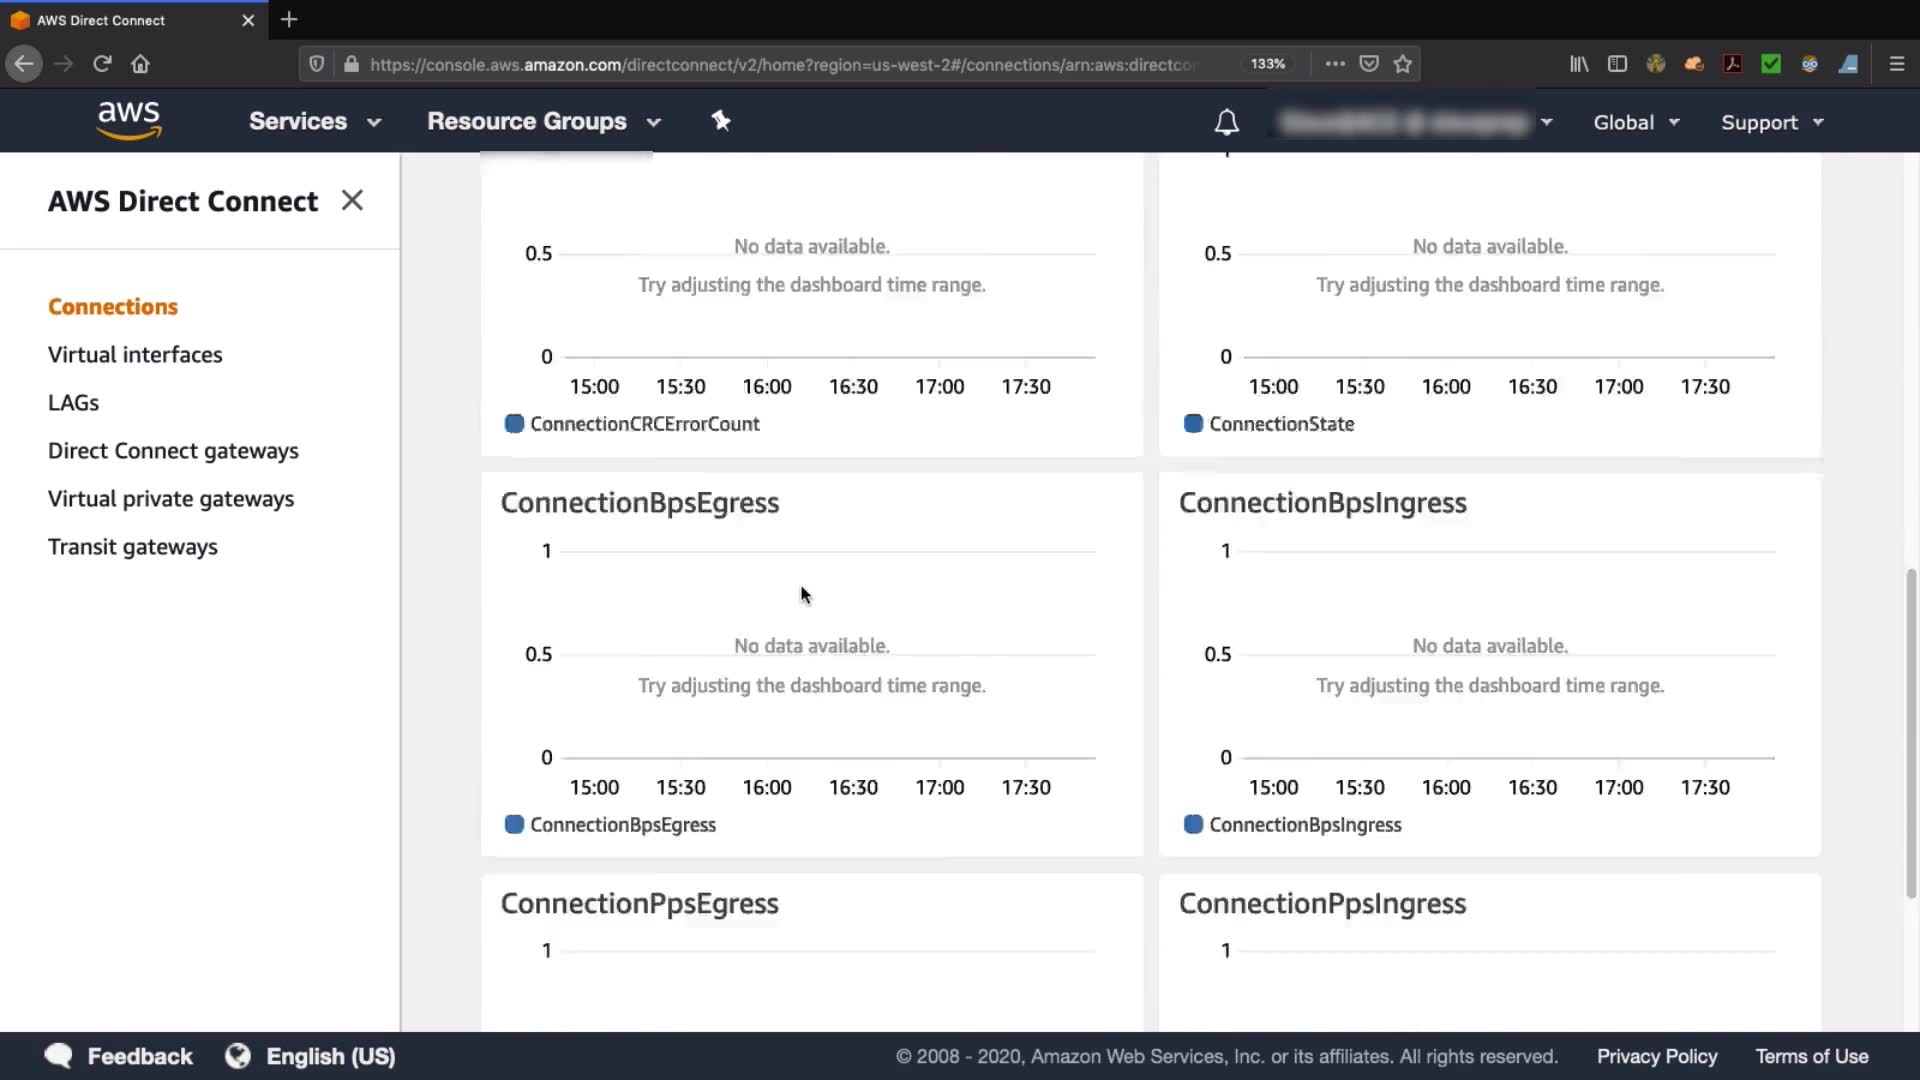 AWS Direct Connect
https://console.aws.amazon.com/directconnect/v2/home?region=us-west-2#/connections/arn:aws:directco
133%
aws
Services
Resource Groups
Global
Support
AWS Direct Connect
Connections
Virtual interfaces
LAGs
Direct Connect gateways
Virtual private gateways
Transit gateways
0.5
No data available.
Try adjusting the dashboard time range.
0
15:00 15:30 16:00 16:30 17:00 17:30
ConnectionCRCErrorCount
0.5
No data available.
Try adjusting the dashboard time range.
0
15:00 15:30 16:00 16:30 17:00 17:30
ConnectionState
ConnectionBpsEgress
1
No data available.
0.5
Try adjusting the dashboard time range.
0
15:00 15:30 16:00 16:30 17:00 17:30
ConnectionBpsEgress
ConnectionBpsIngress
1
No data available.
0.5
Try adjusting the dashboard time range.
0
15:00 15:30 16:00 16:30 17:00 17:30
ConnectionBpsIngress
ConnectionPpsEgress
1
ConnectionPpsIngress
1
Feedback
English (US)
© 2008 - 2020, Amazon Web Services, Inc. or its affiliates. All rights reserved.
Privacy Policy
Terms of Use